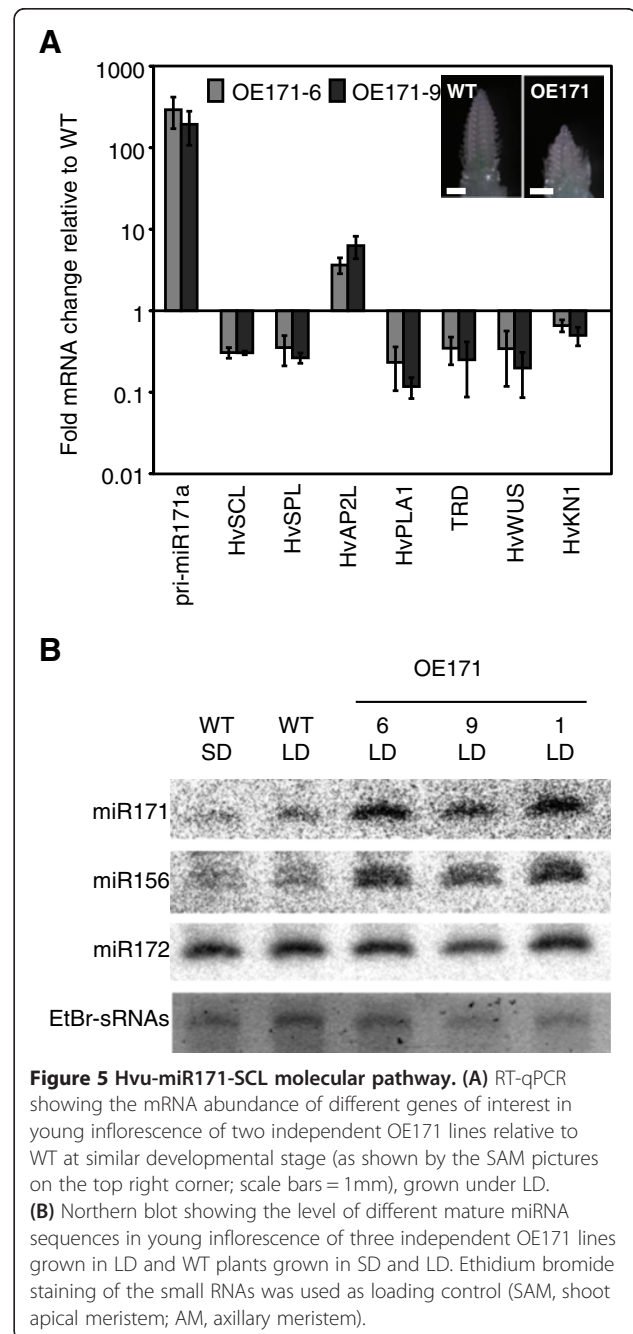 A
1000
100
10
1
0.1
0.01
Fold mRNA change relative to WT
OE171-6 OE171-9
WT OE171
pri-miR171a
HvSCL
HvSPL
HvAP2L
HvPLA1
TRD
HvWUS
HvKN1
B
OE171
WT WT 6 9 1
SD LD LD LD LD
miR171
miR156
miR172
EtBr-sRNAs
Figure 5 Hvu-miR171-SCL molecular pathway. (A) RT-qPCR
showing the mRNA abundance of different genes of interest in
young inflorescence of two independent OE171 lines relative to
WT at similar developmental stage (as shown by the SAM pictures
on the top right corner; scale bars = 1mm), grown under LD.
(B) Northern blot showing the level of different mature miRNA
sequences in young inflorescence of three independent OE171 lines
grown in LD and WT plants grown in SD and LD. Ethidium bromide
staining of the small RNAs was used as loading control (SAM, shoot
apical meristem; AM, axillary meristem).